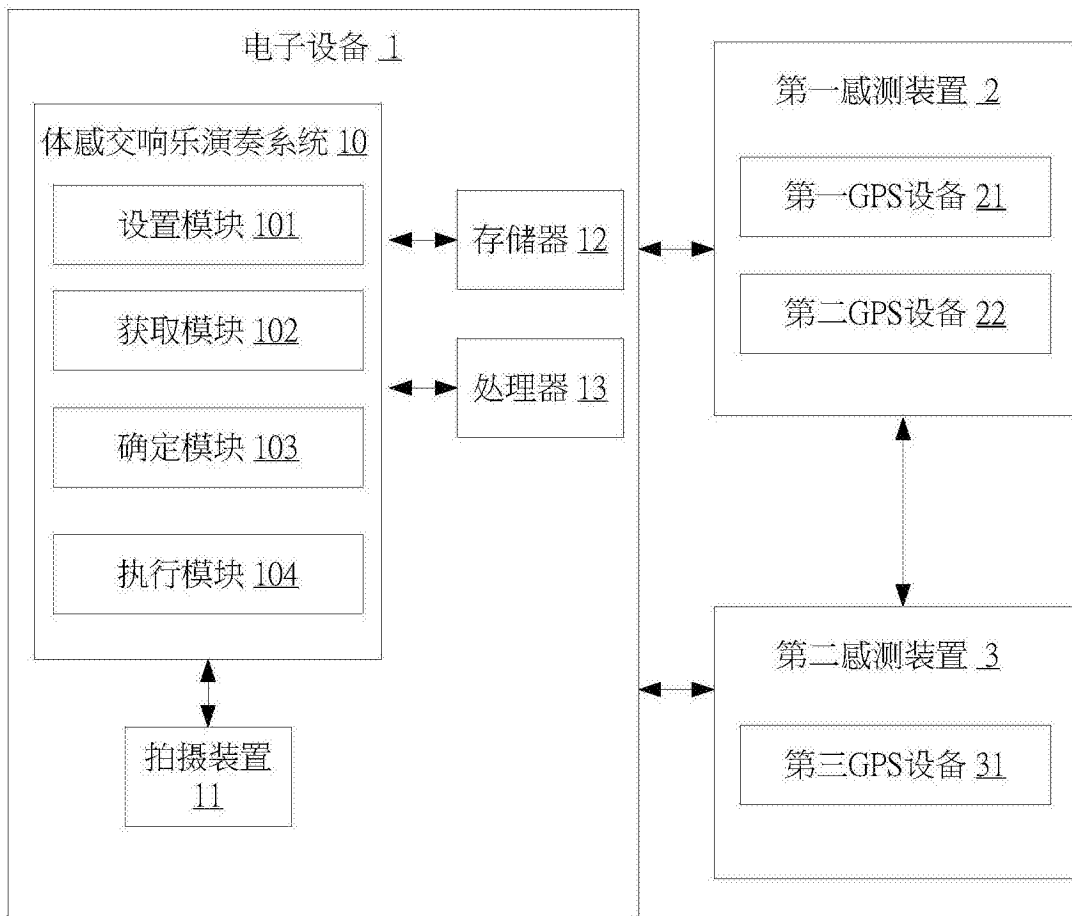 电子设备 1
体感交响乐演奏系统 10
设置模块 101
获取模块 102
确定模块 103
执行模块 104
拍摄装置
11
存储器 12
处理器 13
第一感测装置 2
第一GPS设备 21
第二GPS设备 22
第二感测装置 3
第三GPS设备 31